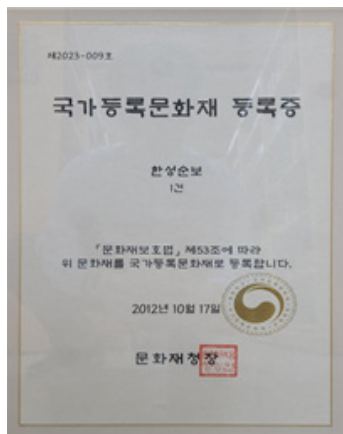 제2023-009호
국가등록문화재 등록증
한성순보
1건
「문화재보호법」 제53조에 따라
위 문화재를 국가등록문화재로 등록합니다.
2012년 10월 17일
문화재청장